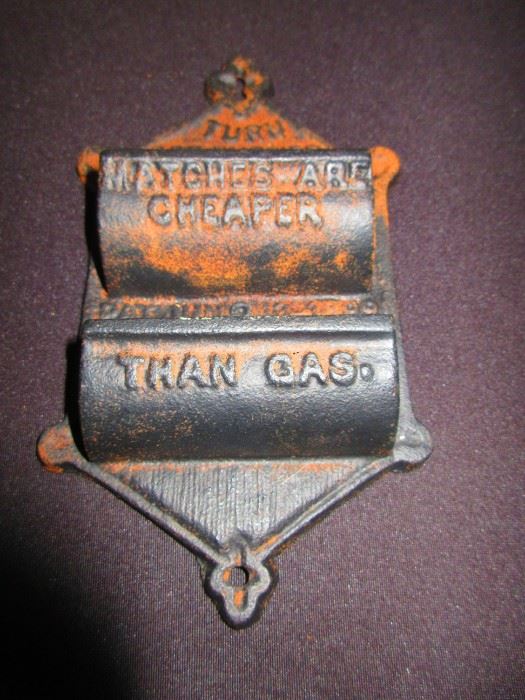 TURN
MATCHES ARE
CHEAPER
THAN GAS.